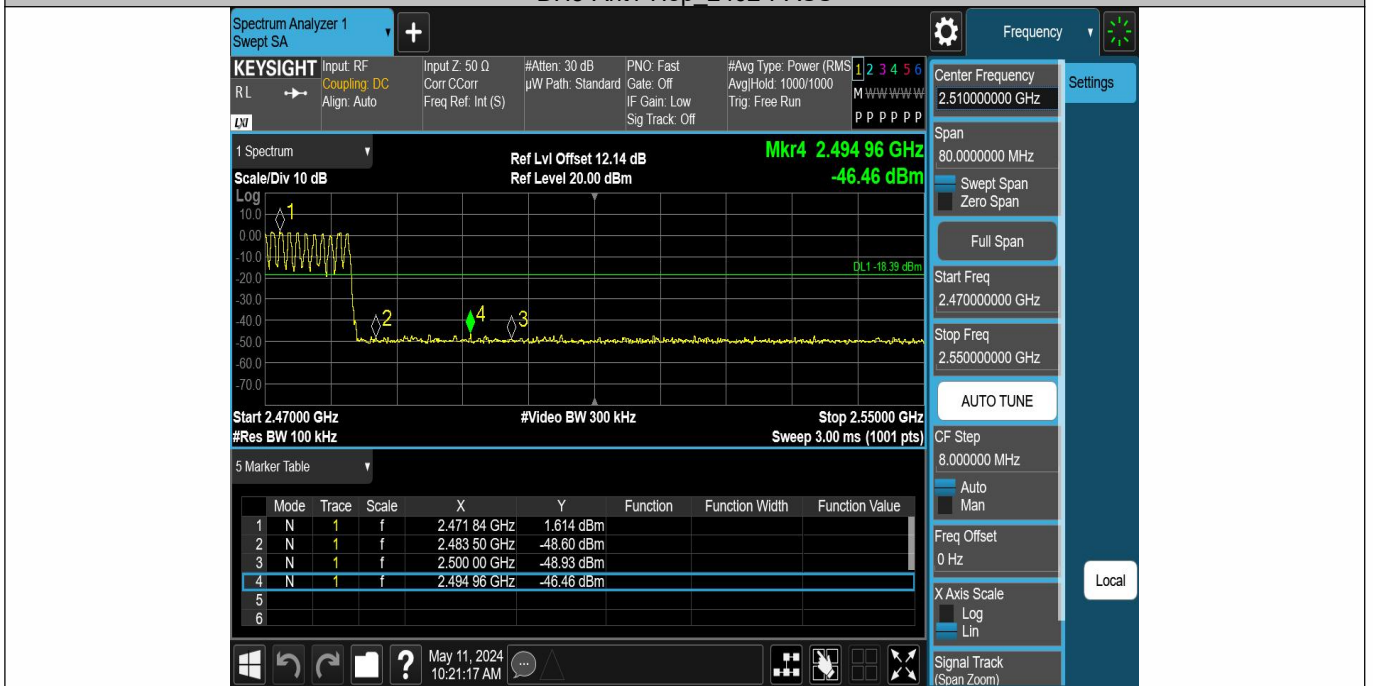 Spectrum Analyzer 1
Swept SA
Frequency
KEYSIGHT
RL
LXI
Input: RF
Coupling: DC
Align: Auto
Input Z: 50 Ω
Corr CCorr
Freq Ref: Int (S)
#Atten: 30 dB
µW Path: Standard
PNO: Fast
Gate: Off
IF Gain: Low
Sig Track: Off
#Avg Type: Power (RMS
Avg|Hold: 1000/1000
Trig: Free Run
1 2 3 4 5 6
M W W W W W
P P P P P P
Center Frequency
2.510000000 GHz
Settings
Span
80.0000000 MHz
Swept Span
Zero Span
Full Span
Start Freq
2.470000000 GHz
Stop Freq
2.550000000 GHz
AUTO TUNE
CF Step
8.000000 MHz
Auto
Man
Freq Offset
0 Hz
X Axis Scale
Log
Lin
Signal Track
(Span Zoom)
Local
1 Spectrum
Ref Lvl Offset 12.14 dB
Mkr4 2.494 96 GHz
Scale/Div 10 dB
Ref Level 20.00 dBm
-46.46 dBm
Log
10.0
0.00
-10.0
-20.0
-30.0
-40.0
-50.0
-60.0
-70.0
1
2
4
3
DL1 -18.39 dBm
Start 2.47000 GHz
#Video BW 300 kHz
Stop 2.55000 GHz
#Res BW 100 kHz
Sweep 3.00 ms (1001 pts)
5 Marker Table
Mode Trace Scale X Y Function Function Width Function Value
1 N 1 f 2.471 84 GHz 1.614 dBm
2 N 1 f 2.483 50 GHz -48.60 dBm
3 N 1 f 2.500 00 GHz -48.93 dBm
4 N 1 f 2.494 96 GHz -46.46 dBm
5
6
?
May 11, 2024
10:21:17 AM